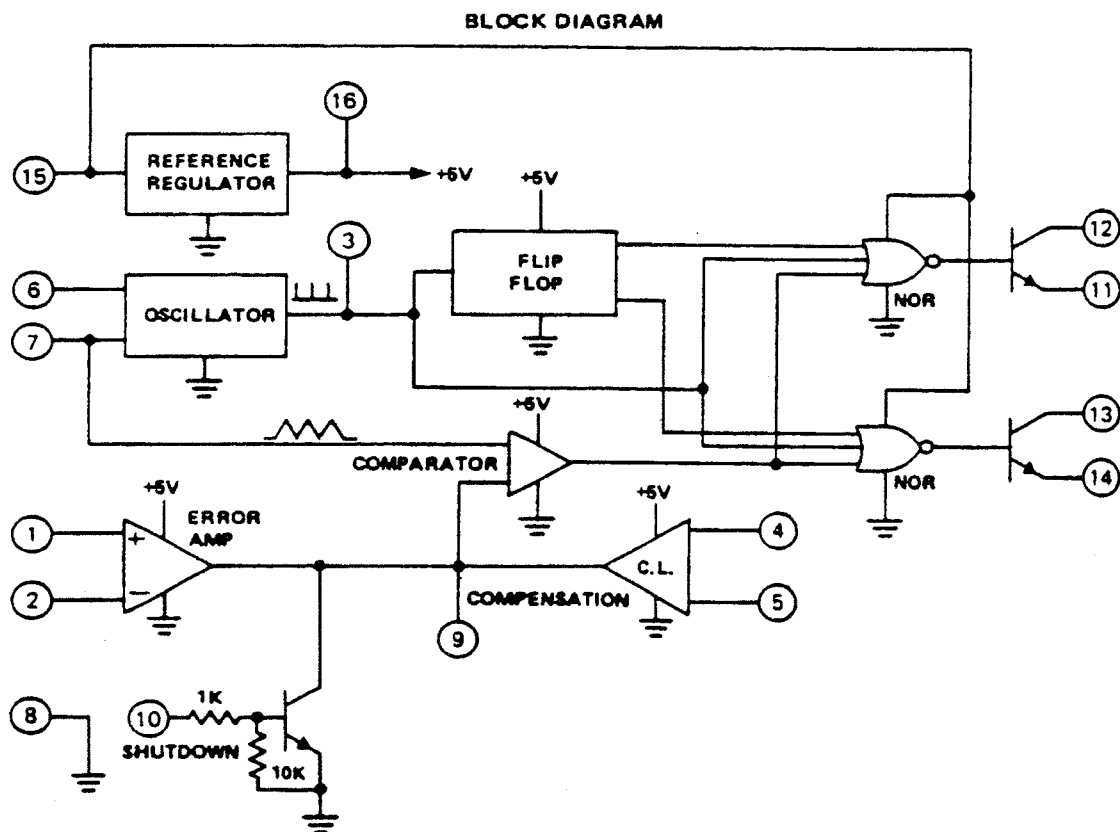 BLOCK DIAGRAM
16
15
REFERENCE
REGULATOR
+5V
+5V
3
12
6
FLIP
FLOP
11
OSCILLATOR
NOR
7
+5V
13
COMPARATOR
14
+5V
+5V
NOR
1
ERROR
AMP
+
4
C.L.
2
−
COMPENSATION
5
9
8
10
1K
SHUTDOWN
10K